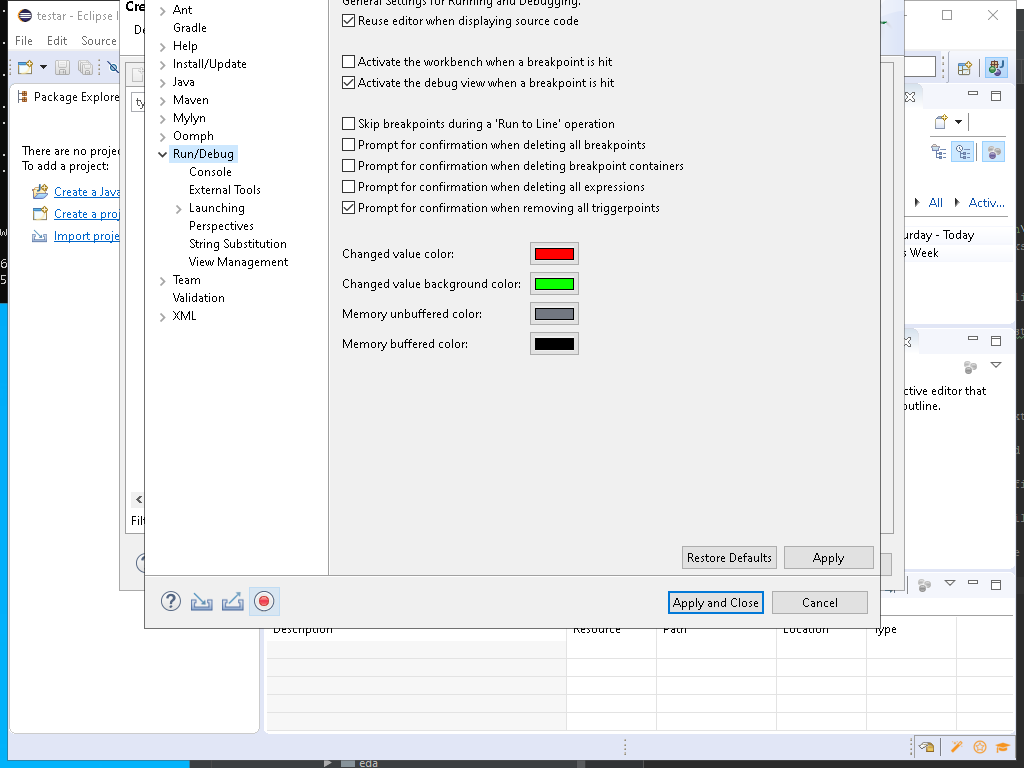 testar - Eclipse I
File Edit Source
Package Explore
There are no projec
To add a project:
Create a Java
Create a proj
Import proje
Cre
De
ty
Filt
Ant
Gradle
Help
Install/Update
Java
Maven
Mylyn
Oomph
Run/Debug
Console
External Tools
Launching
Perspectives
String Substitution
View Management
Team
Validation
XML
General Settings for Running and Debugging.
Reuse editor when displaying source code
Activate the workbench when a breakpoint is hit
Activate the debug view when a breakpoint is hit
Skip breakpoints during a 'Run to Line' operation
Prompt for confirmation when deleting all breakpoints
Prompt for confirmation when deleting breakpoint containers
Prompt for confirmation when deleting all expressions
Prompt for confirmation when removing all triggerpoints
Changed value color:
Changed value background color:
Memory unbuffered color:
Memory buffered color:
Restore Defaults Apply
Apply and Close Cancel
All Activ...
urday - Today
s Week
ctive editor that
outline.
Description Resource Path Location Type
eda